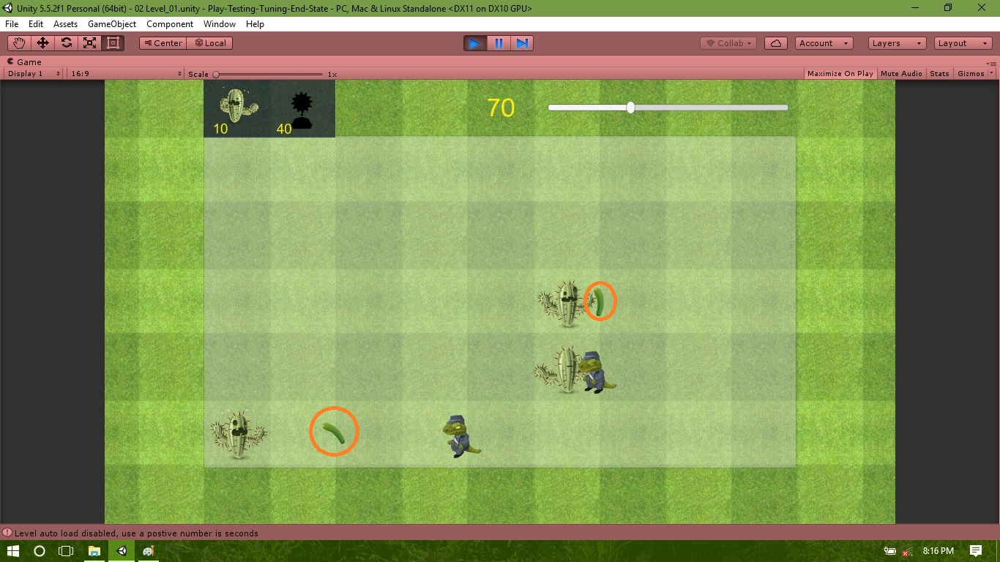 Unity 5.5.2f1 Personal (64bit) - 02 Level_01.unity - Play-Testing-Tuning-End-State - PC, Mac & Linux Standalone <DX11 on DX10 GPU>
File Edit Assets GameObject Component Window Help
Center Local Collab Account Layers Layout
Game
Display 1 16:9 Scale 1x Maximize On Play Mute Audio Stats Gizmos
70
10 40
Level auto load disabled, use a postive number is seconds
8:16 PM